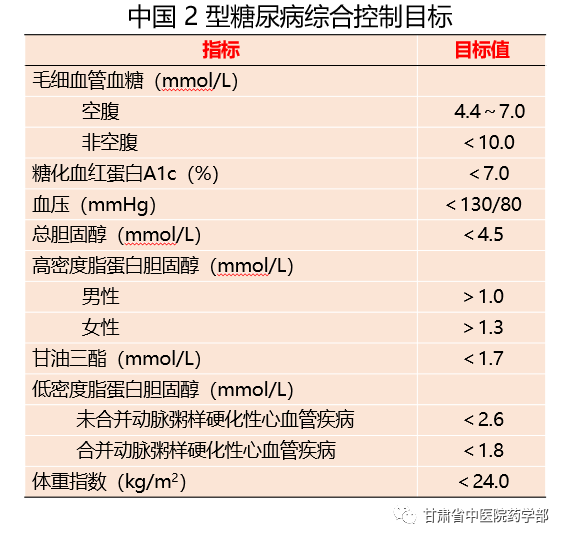 中国 2 型糖尿病综合控制目标
指标 目标值
毛细血管血糖（mmol/L）
空腹 4.4～7.0
非空腹 ＜10.0
糖化血红蛋白A1c（%） ＜7.0
血压（mmHg） ＜130/80
总胆固醇（mmol/L） ＜4.5
高密度脂蛋白胆固醇（mmol/L）
男性 ＞1.0
女性 ＞1.3
甘油三酯（mmol/L） ＜1.7
低密度脂蛋白胆固醇（mmol/L）
未合并动脉粥样硬化性心血管疾病 ＜2.6
合并动脉粥样硬化性心血管疾病 ＜1.8
体重指数（kg/m²） ＜24.0
甘肃省中医院药学部